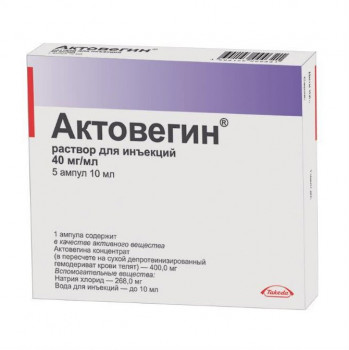 Актовегин®
раствор для инъекций
40 мг/мл
5 ампул 10 мл
1 ампула содержит
в качестве активного вещества
Актовегина концентрат
(в пересчете на сухой депротеинизированный
гемодериват крови телят) — 400,0 мг
Вспомогательные вещества:
Натрия хлорид — 268,0 мг
Вода для инъекций — до 10 мл
Takeda